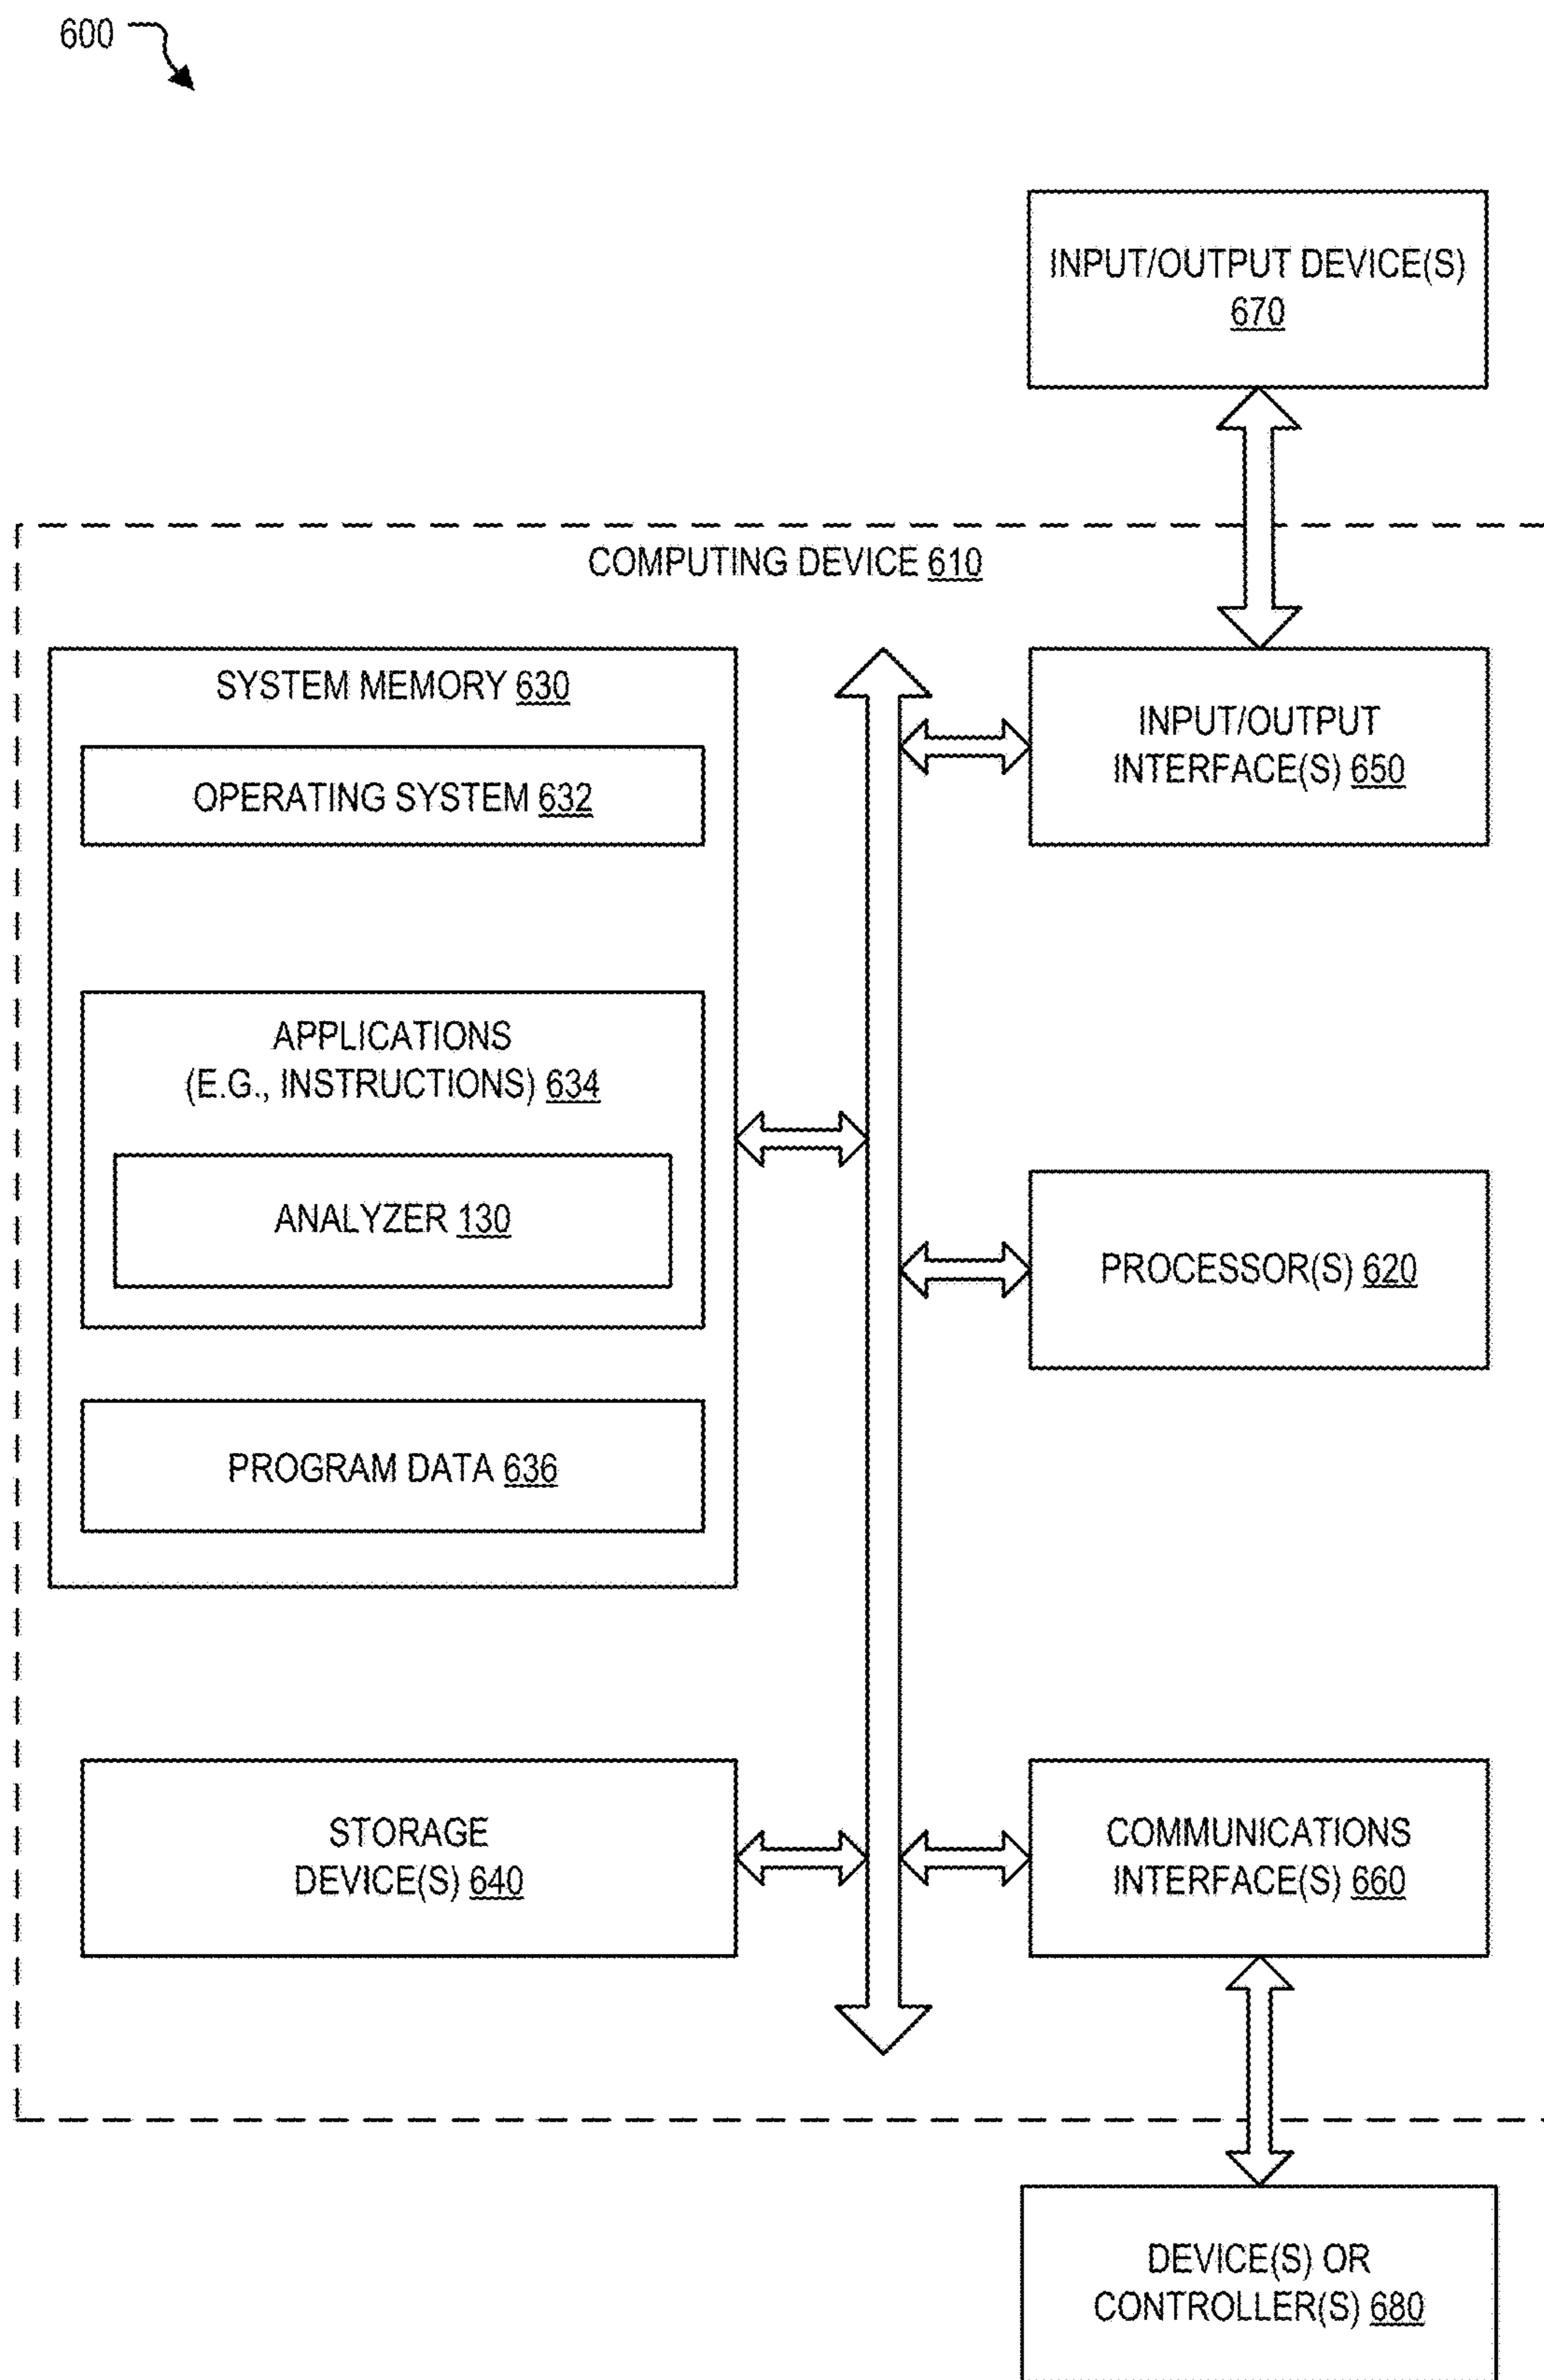 600
INPUT/OUTPUT DEVICE(S)
670
COMPUTING DEVICE 610
SYSTEM MEMORY 630
OPERATING SYSTEM 632
APPLICATIONS
(E.G., INSTRUCTIONS) 634
ANALYZER 130
PROGRAM DATA 636
STORAGE
DEVICE(S) 640
INPUT/OUTPUT
INTERFACE(S) 650
PROCESSOR(S) 620
COMMUNICATIONS
INTERFACE(S) 660
DEVICE(S) OR
CONTROLLER(S) 680